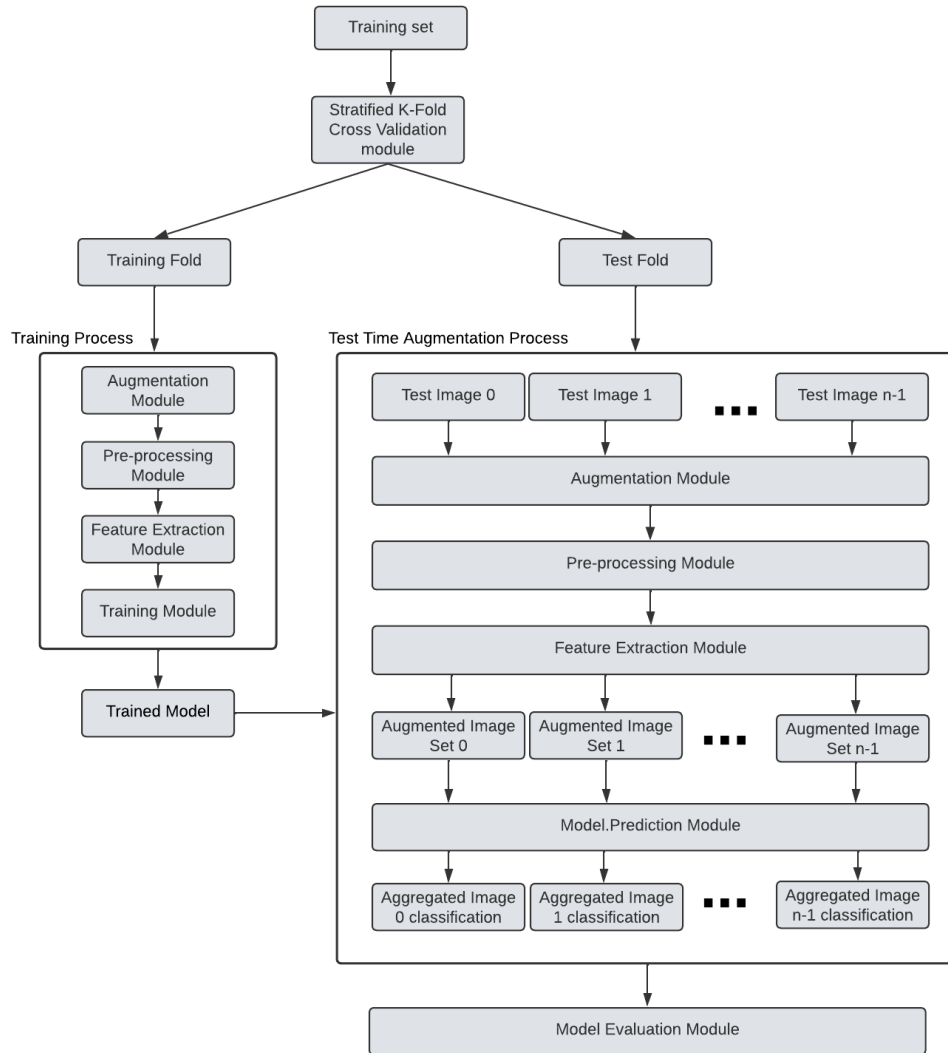 Training set
Stratified K-Fold
Cross Validation
module
Training Fold
Test Fold
Training Process
Augmentation
Module
Pre-processing
Module
Feature Extraction
Module
Training Module
Trained Model
Test Time Augmentation Process
Test Image 0
Test Image 1
Test Image n-1
Augmentation Module
Pre-processing Module
Feature Extraction Module
Augmented Image
Set 0
Augmented Image
Set 1
Augmented Image
Set n-1
Model.Prediction Module
Aggregated Image
0 classification
Aggregated Image
1 classification
Aggregated Image
n-1 classification
Model Evaluation Module